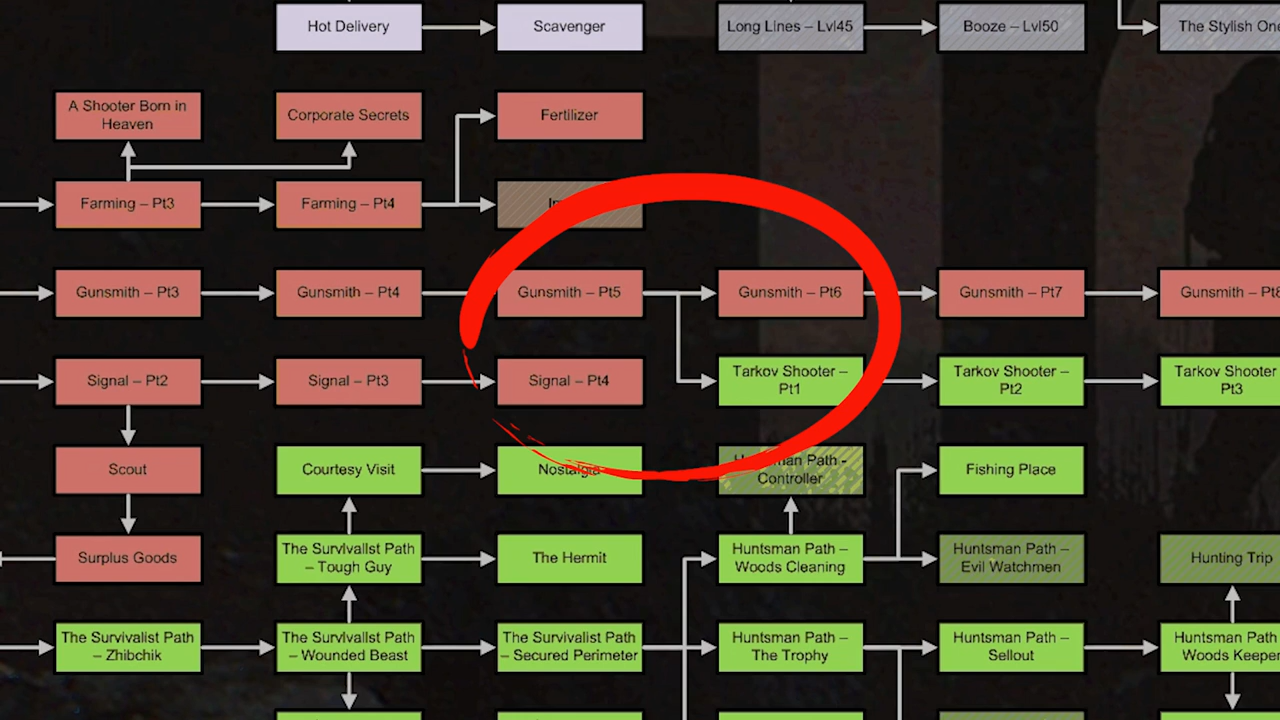 Hot Delivery
Scavenger
Long Lines – Lvl45
Booze – Lvl50
The Stylish One
A Shooter Born in
Heaven
Corporate Secrets
Fertilizer
Farming – Pt3
Farming – Pt4
Gunsmith – Pt3
Gunsmith – Pt4
Gunsmith – Pt5
Gunsmith – Pt6
Gunsmith – Pt7
Gunsmith – Pt8
Signal – Pt2
Signal – Pt3
Signal – Pt4
Tarkov Shooter –
Pt1
Tarkov Shooter –
Pt2
Tarkov Shooter
Pt3
Scout
Courtesy Visit
Nostalgia
Huntsman Path -
Controller
Fishing Place
Surplus Goods
The Survivalist Path
– Tough Guy
The Hermit
Huntsman Path –
Woods Cleaning
Huntsman Path –
Evil Watchmen
Hunting Trip
The Survivalist Path
– Zhibchik
The Survivalist Path
– Wounded Beast
The Survivalist Path
– Secured Perimeter
Huntsman Path –
The Trophy
Huntsman Path –
Sellout
Huntsman Path
Woods Keeper